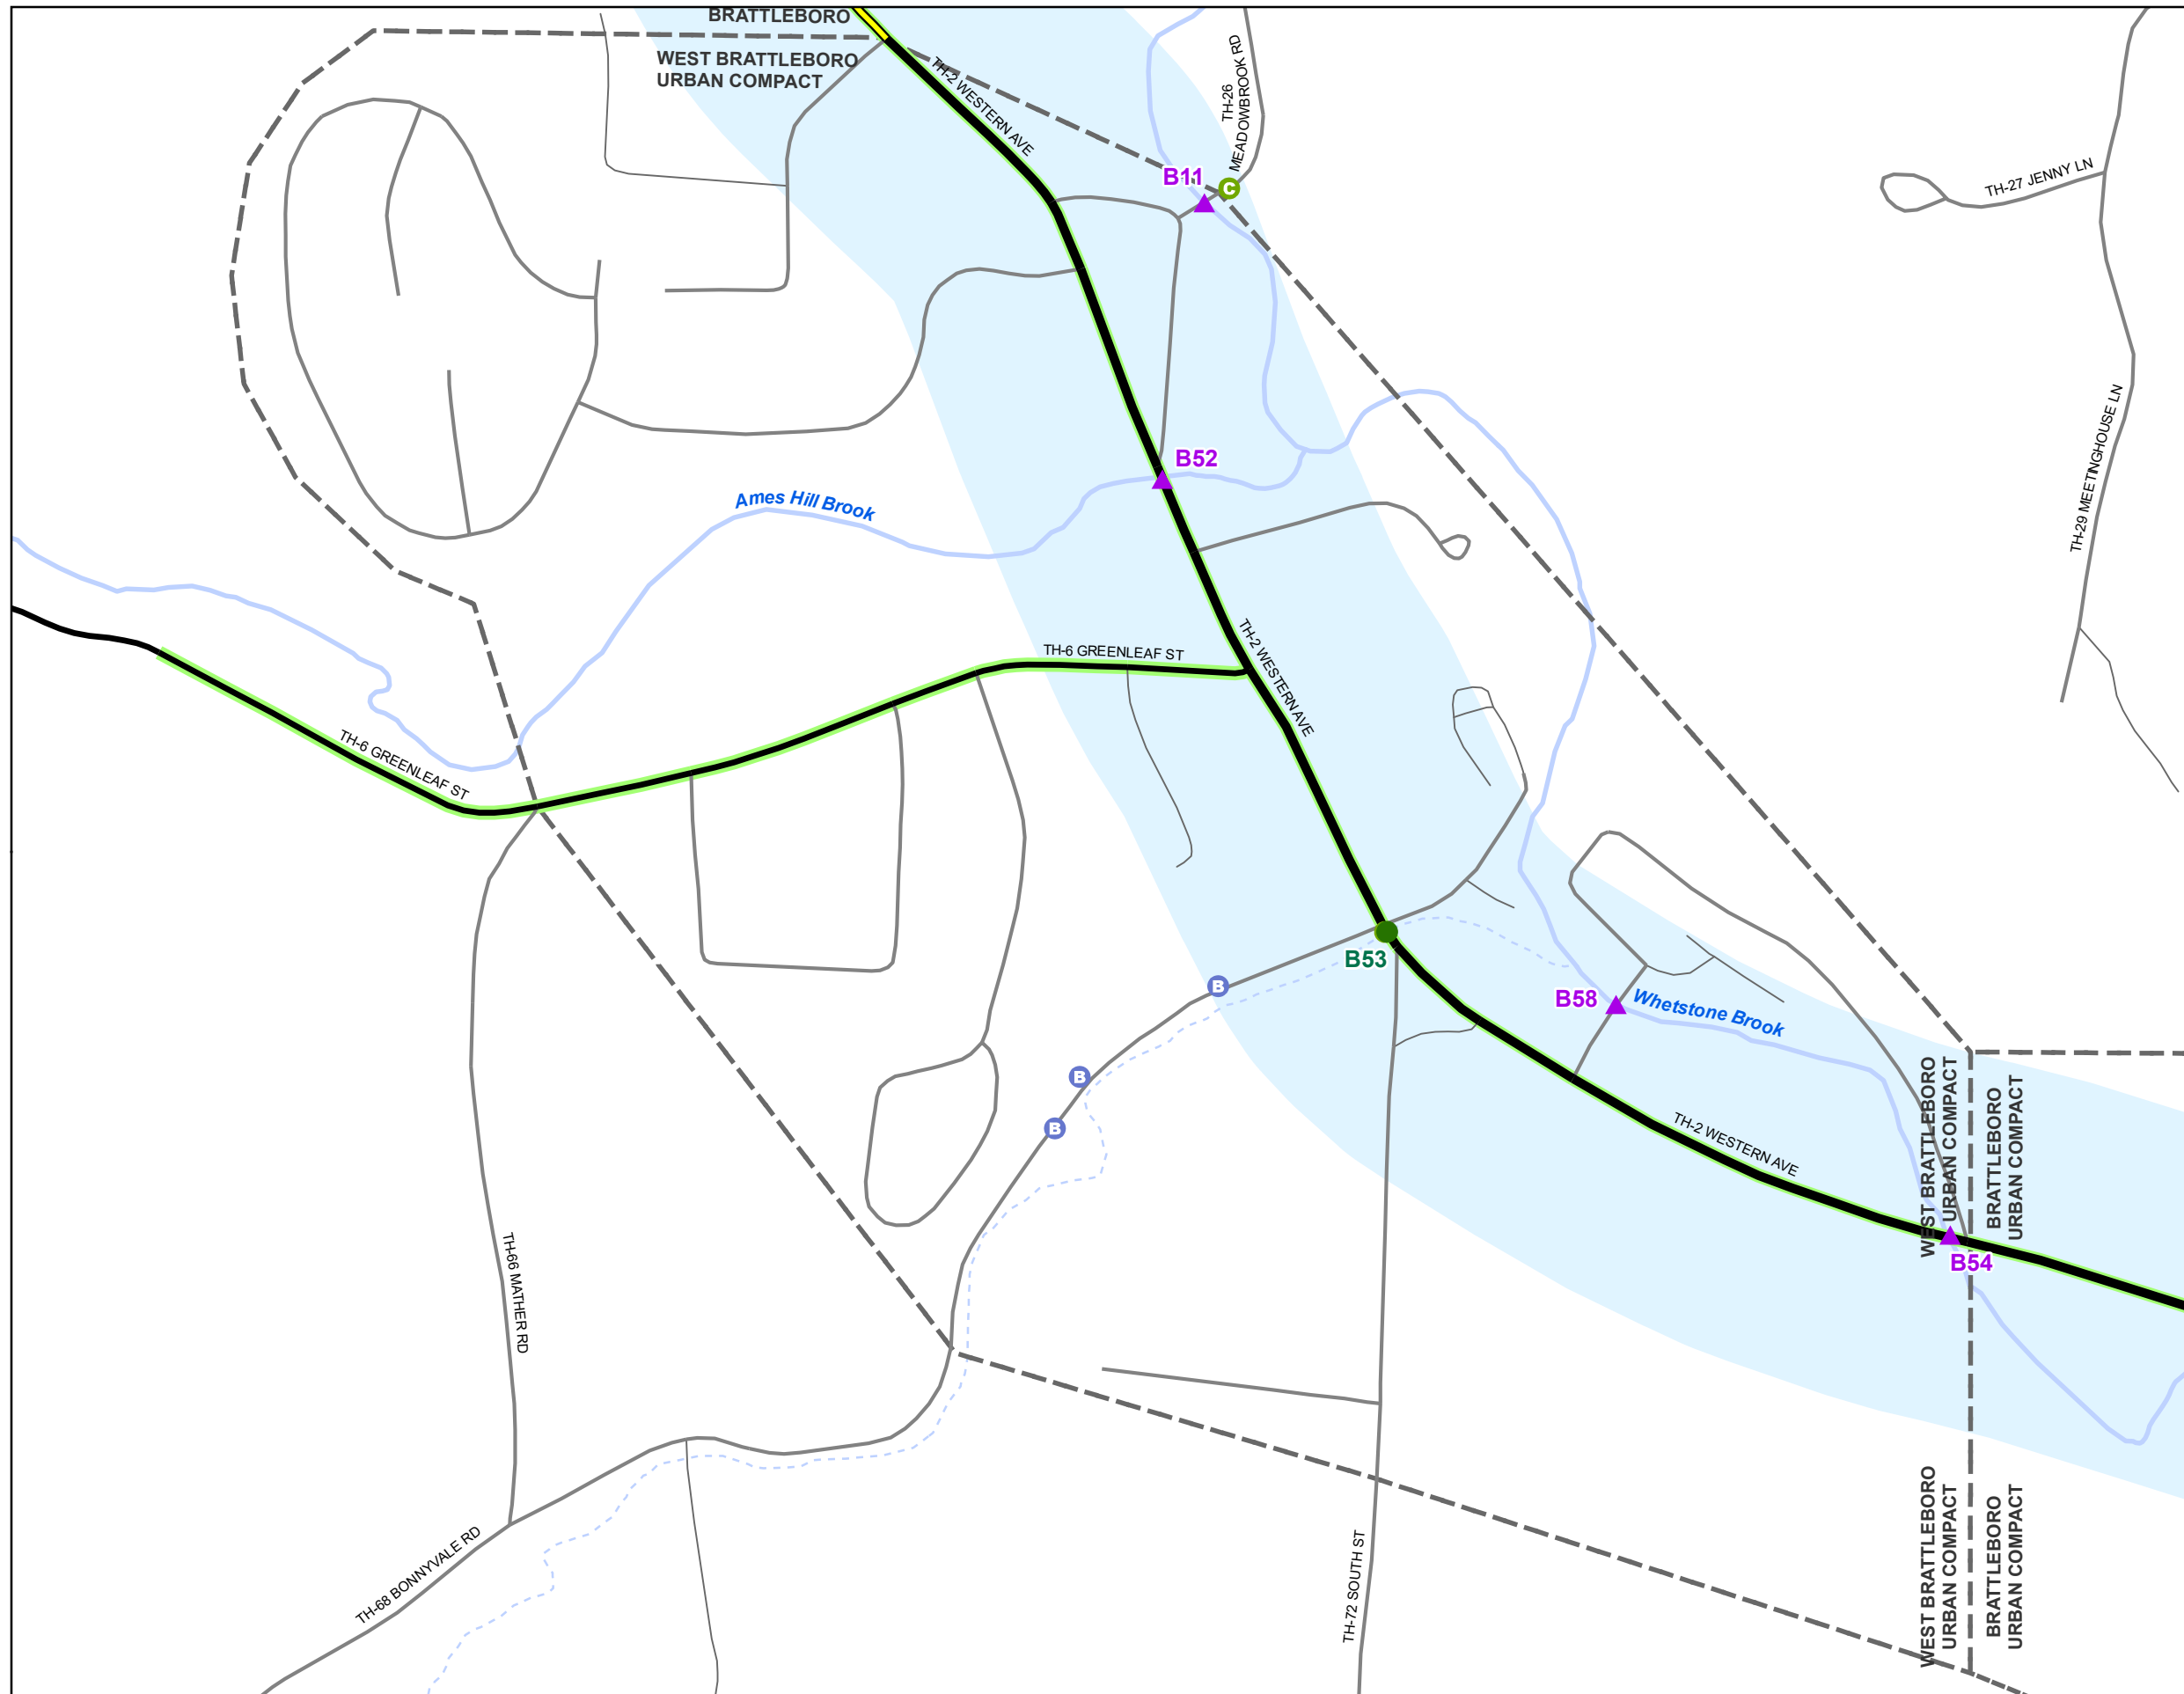 BRATTLEBORO
WEST BRATTLEBORO
URBAN COMPACT
TH-2 WESTERN AVE
TH-26
MEADOWBROOK RD
B11
C
TH-27 JENNY LN
TH-29 MEETINGHOUSE LN
B52
Ames Hill Brook
TH-6 GREENLEAF ST
TH-2 WESTERN AVE
TH-6 GREENLEAF ST
B53
B
B58
Whetstone Brook
B
B
TH-2 WESTERN AVE
WEST BRATTLEBORO
URBAN COMPACT
BRATTLEBORO
URBAN COMPACT
B54
TH-66 MATHER RD
TH-68 BONNYVALE RD
TH-72 SOUTH ST
WEST BRATTLEBORO
URBAN COMPACT
BRATTLEBORO
URBAN COMPACT